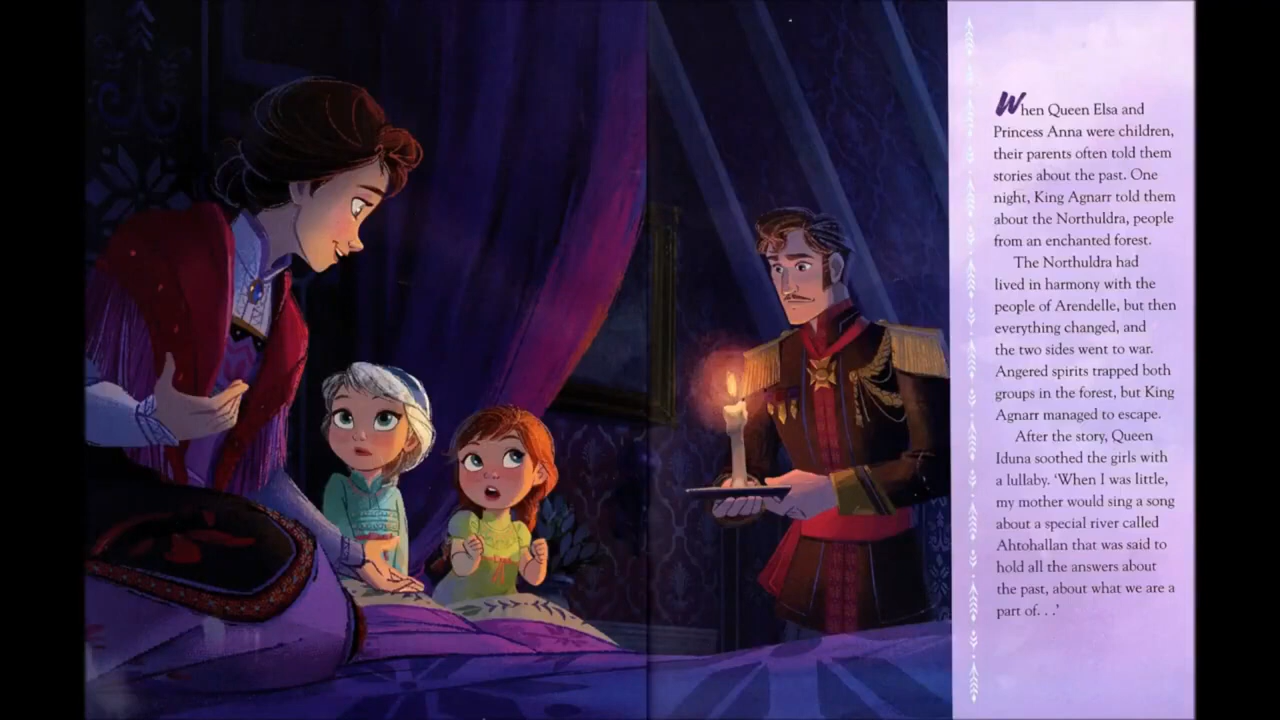 When Queen Elsa and
Princess Anna were children,
their parents often told them
stories about the past. One
night, King Agnarr told them
about the Northuldra, people
from an enchanted forest.
The Northuldra had
lived in harmony with the
people of Arendelle, but then
everything changed, and
the two sides went to war.
Angered spirits trapped both
groups in the forest, but King
Agnarr managed to escape.
After the story, Queen
Iduna soothed the girls with
a lullaby. ‘When I was little,
my mother would sing a song
about a special river called
Ahtohallan that was said to
hold all the answers about
the past, about what we are a
part of. . .’